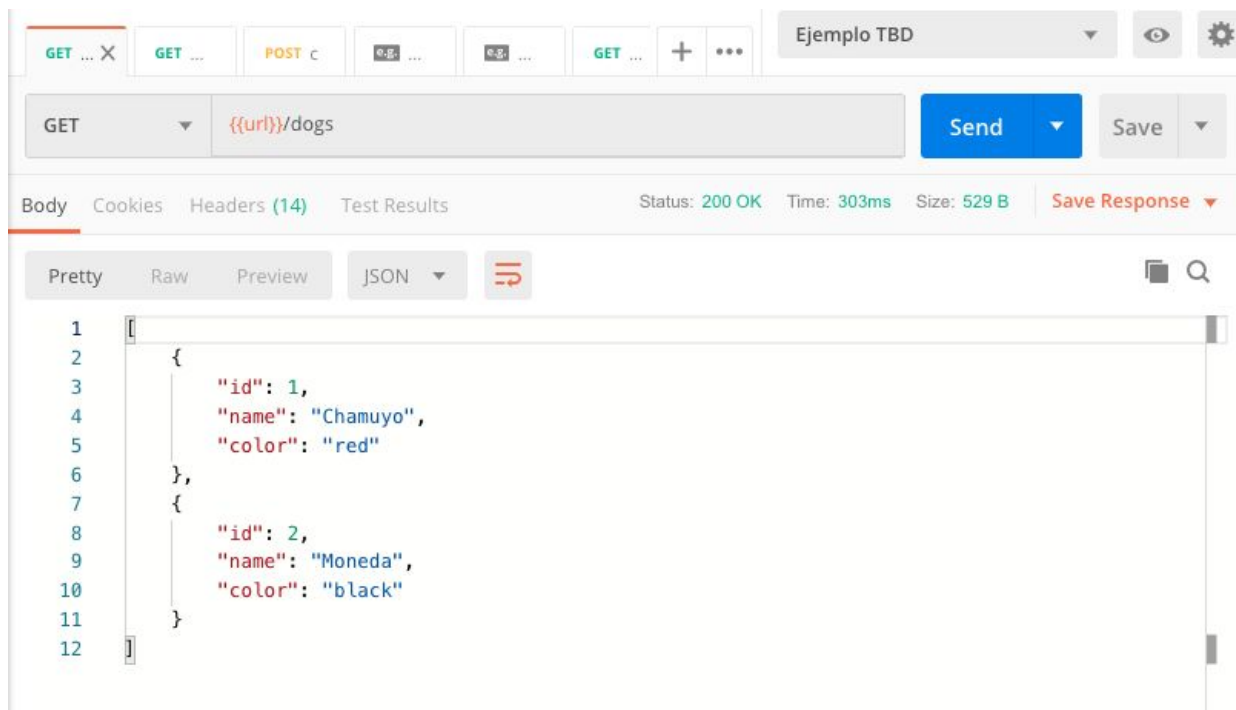 GET ... X GET ... POST c e.g. ... e.g. ... GET ... + ••• Ejemplo TBD
GET {{url}}/dogs Send Save
Body Cookies Headers (14) Test Results Status: 200 OK Time: 303ms Size: 529 B Save Response
Pretty Raw Preview JSON
1 [
2 {
3 "id": 1,
4 "name": "Chamuyo",
5 "color": "red"
6 },
7 {
8 "id": 2,
9 "name": "Moneda",
10 "color": "black"
11 }
12 ]